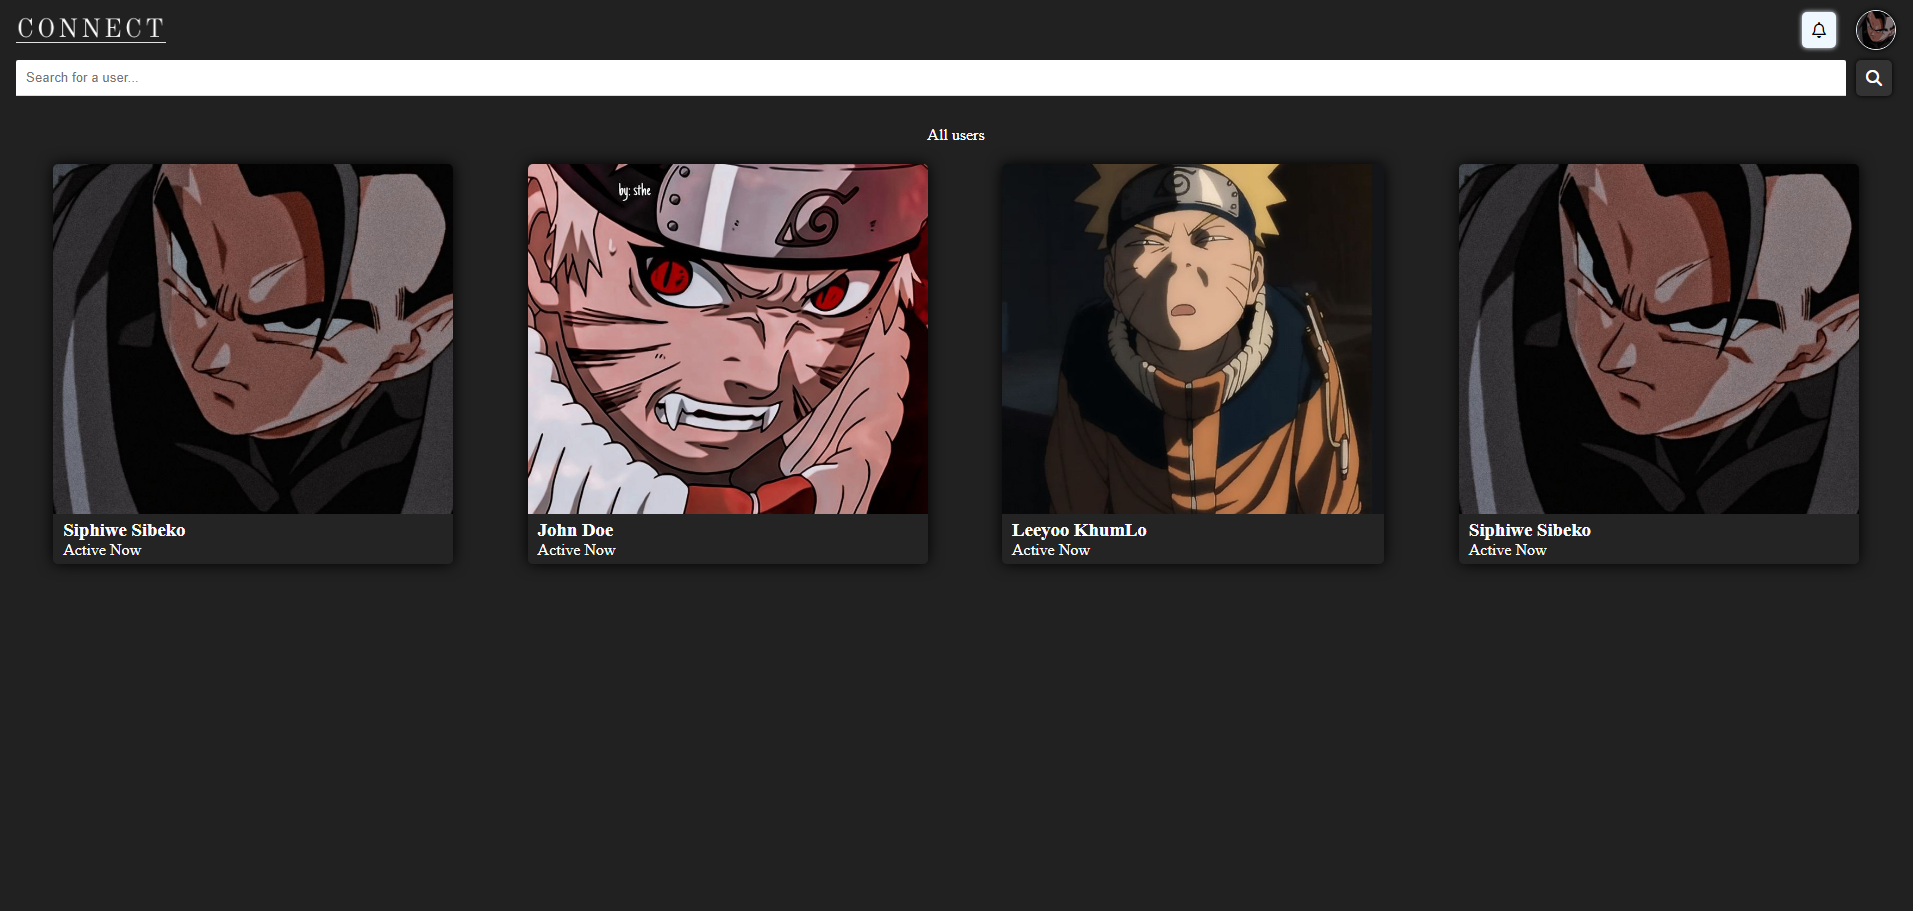 CONNECT
Search for a user...
All users
by: sthe
Siphiwe Sibeko
Active Now
John Doe
Active Now
Leeyoo KhumLo
Active Now
Siphiwe Sibeko
Active Now